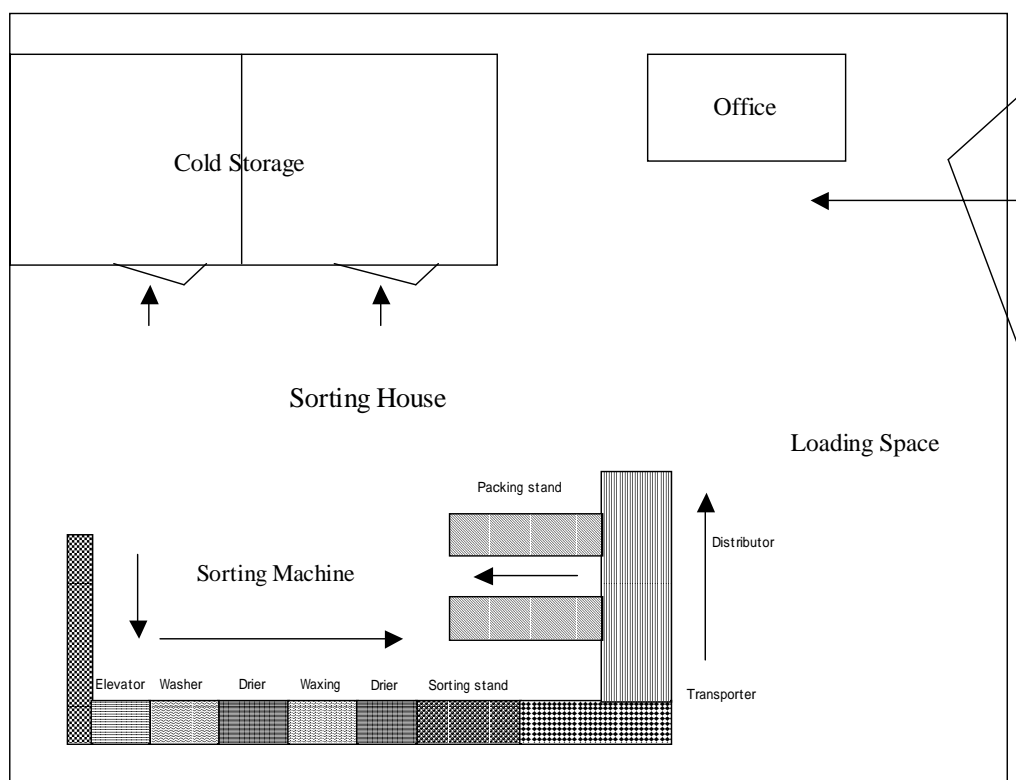 Office
Cold Storage
Sorting House
Loading Space
Packing stand
Distributor
Sorting Machine
Elevator
Washer
Drier
Waxing
Drier
Sorting stand
Transporter